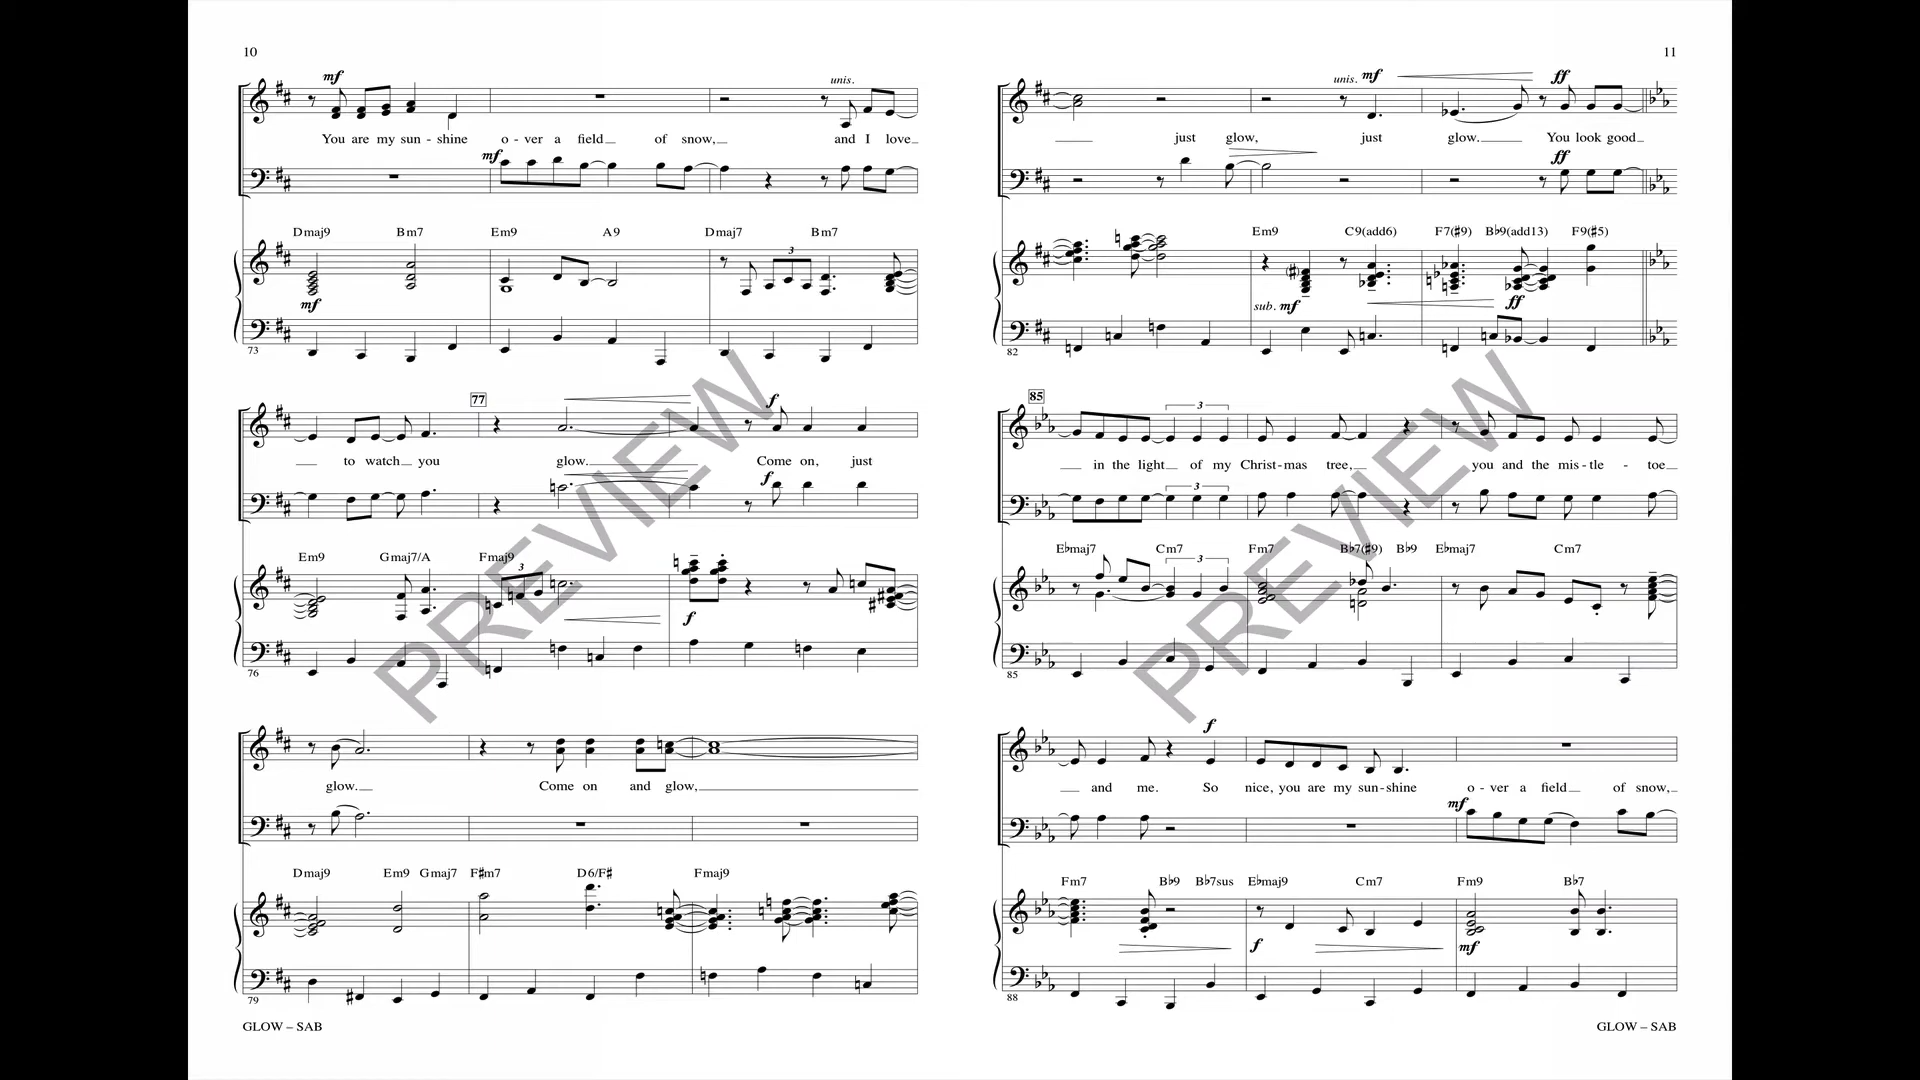 10
mf
unis.
You are my sun - shine o - ver a field of snow, and I love
mf
Dmaj9 Bm7 Em9 A9 Dmaj7 Bm7
3
mf
73
77
f
to watch you glow. Come on, just
f
Em9 Gmaj7/A Fmaj9
3
f
76
glow. Come on and glow,
Dmaj9 Em9 Gmaj7 F#m7 D6/F# Fmaj9
79
GLOW – SAB
11
unis. mf ff
just glow, just glow. You look good
ff
Em9 C9(add6) F7(#9) B♭9(add13) F9(#5)
sub. mf ff
82
85
3
in the light of my Christ - mas tree, you and the mis - tle - toe
3
E♭maj7 Cm7 Fm7 B♭7(#9) B♭9 E♭maj7 Cm7
3
85
f
and me. So nice, you are my sun - shine o - ver a field of snow,
mf
Fm7 B♭9 B♭7sus E♭maj9 Cm7 Fm9 B♭7
f mf
88
GLOW – SAB
PREVIEW
PREVIEW